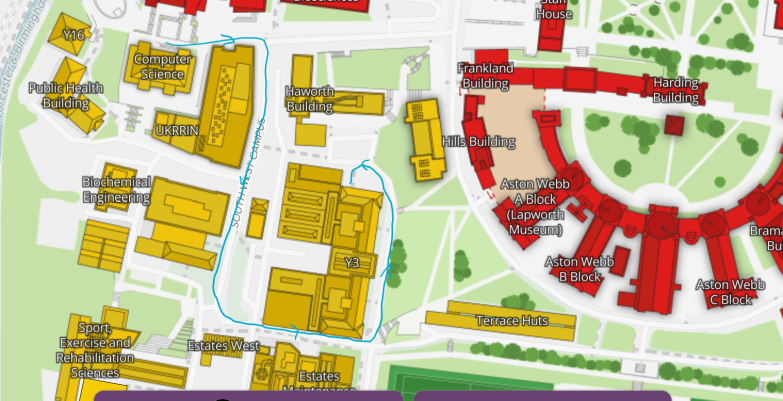 Stan
House
Y16
Computer
Science
Public Health
Building
UKRRIN
Haworth
Building
Frankland
Building
Harding
Building
Hills Building
SOUTH WEST CAMPUS
Biochemical
Engineering
Aston Webb
A Block
(Lapworth
Museum)
Aston Webb
B Block
Aston Webb
C Block
Y3
Terrace Huts
Sport,
Exercise and
Rehabilitation
Sciences
Estates West
Estates